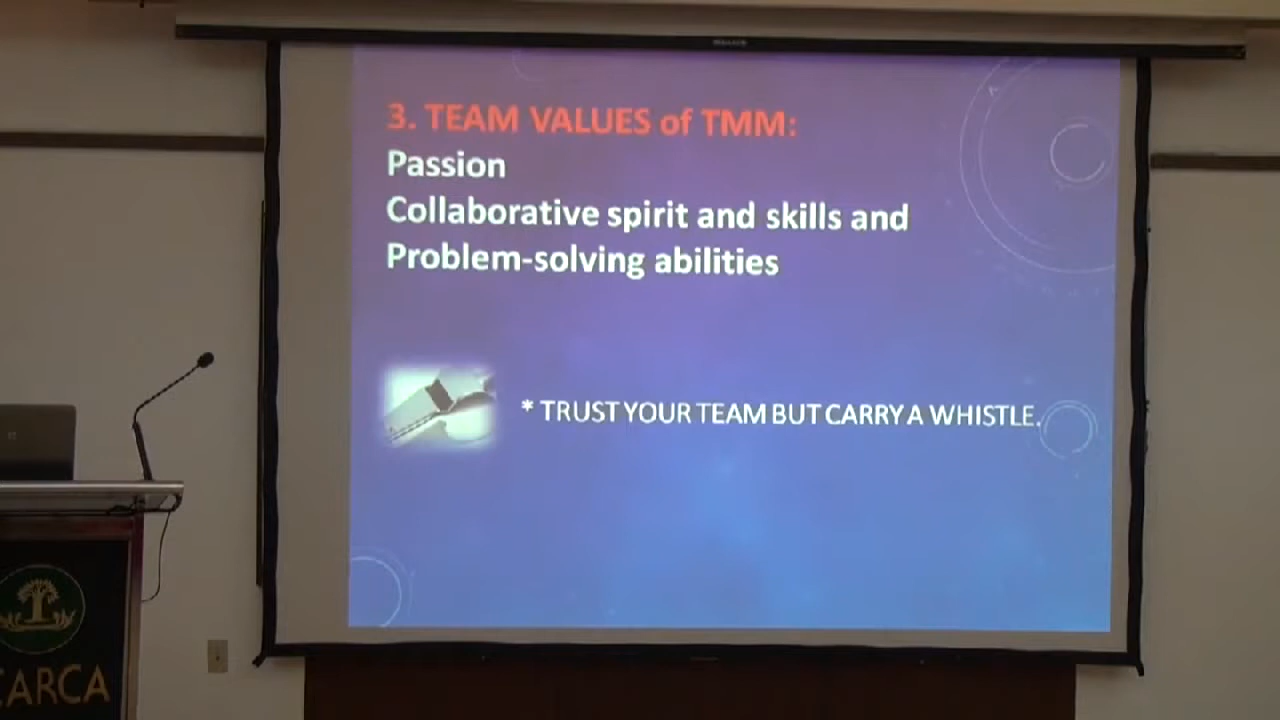 3. TEAM VALUES of TMM:
Passion
Collaborative spirit and skills and
Problem-solving abilities
* TRUST YOUR TEAM BUT CARRY A WHISTLE.
CARCA